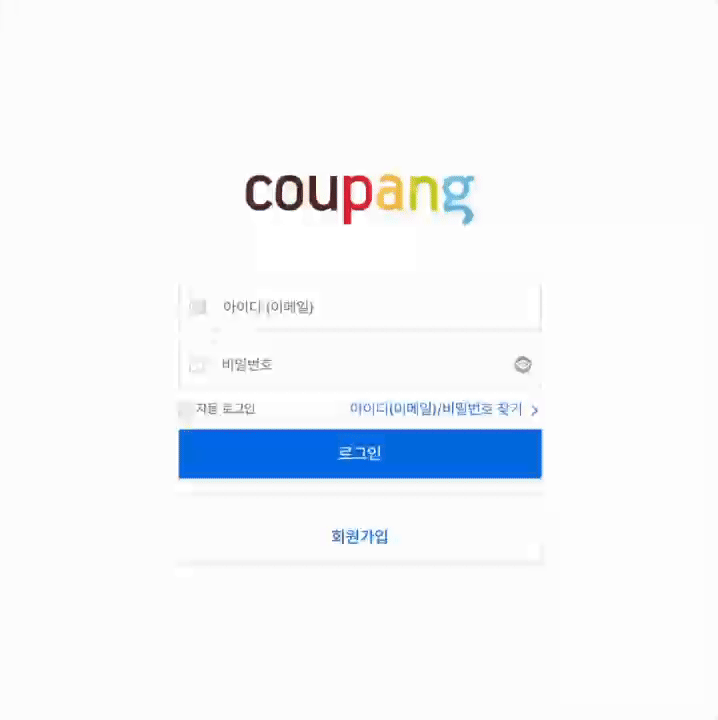 coupang
아이디 (이메일)
비밀번호
자동 로그인
아이디(이메일)/비밀번호 찾기
로그인
회원가입